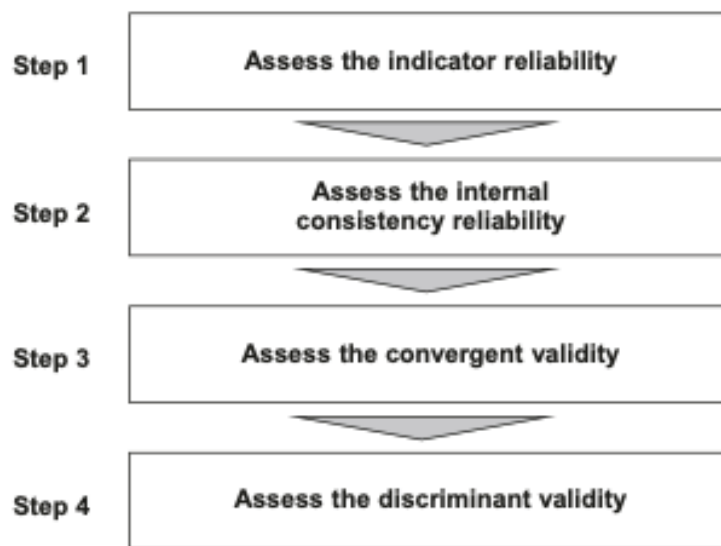 Step 1
Assess the indicator reliability
Step 2
Assess the internal
consistency reliability
Step 3
Assess the convergent validity
Step 4
Assess the discriminant validity